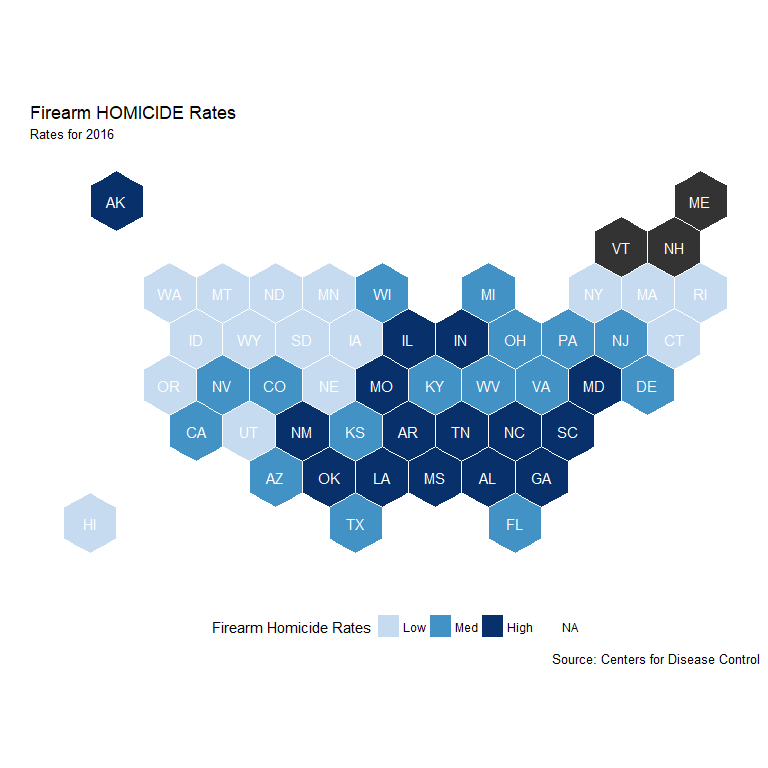 Firearm HOMICIDE Rates
Rates for 2016
AK ME
VT NH
WA MT ND MN WI MI NY MA RI
ID WY SD IA IL IN OH PA NJ CT
OR NV CO NE MO KY WV VA MD DE
CA UT NM KS AR TN NC SC
AZ OK LA MS AL GA
HI TX FL
Firearm Homicide Rates Low Med High NA
Source: Centers for Disease Control